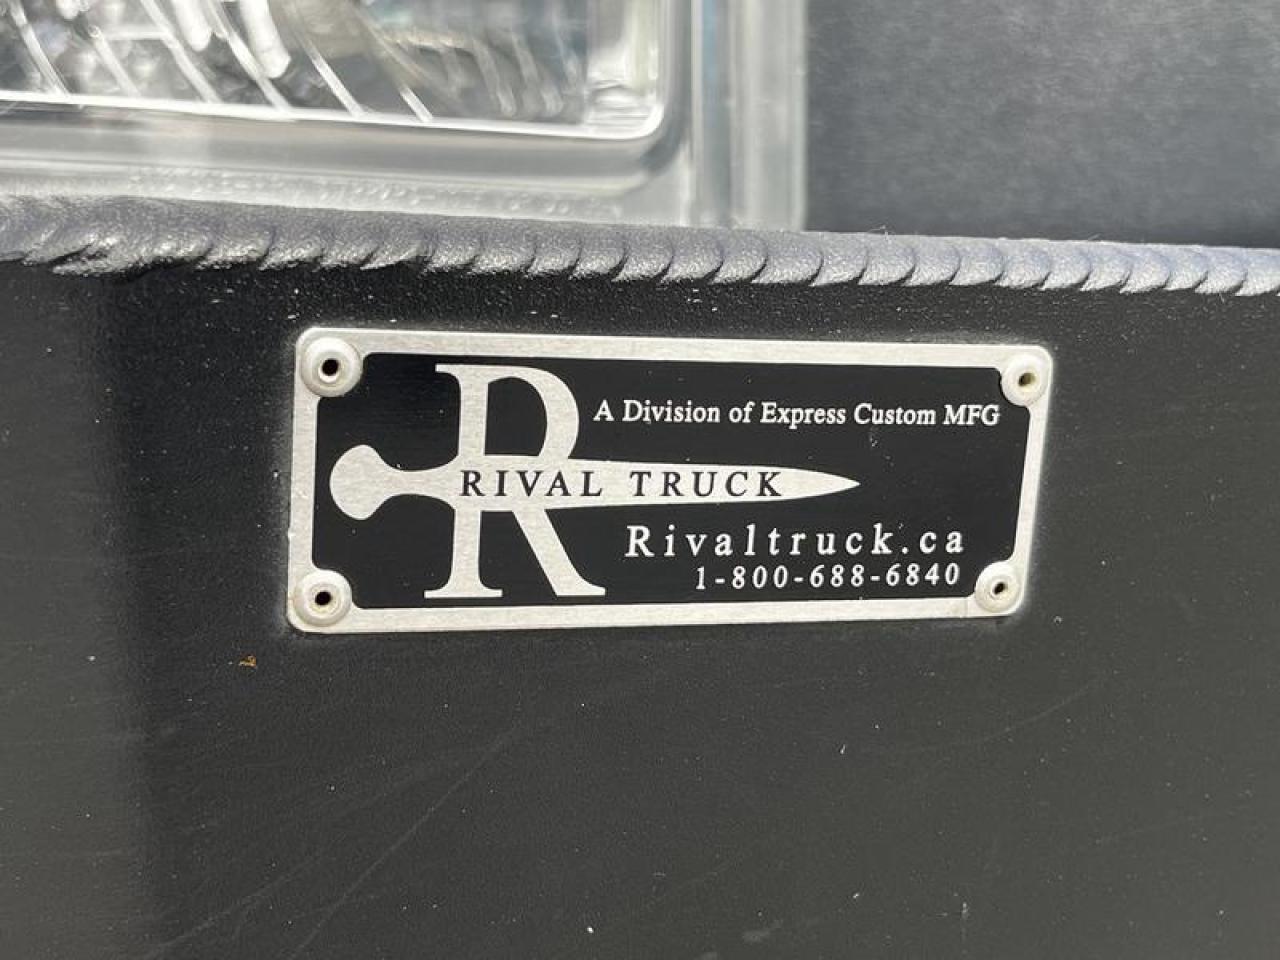 R
A Division of Express Custom MFG
RIVAL TRUCK
Rivaltruck.ca
1-800-688-6840